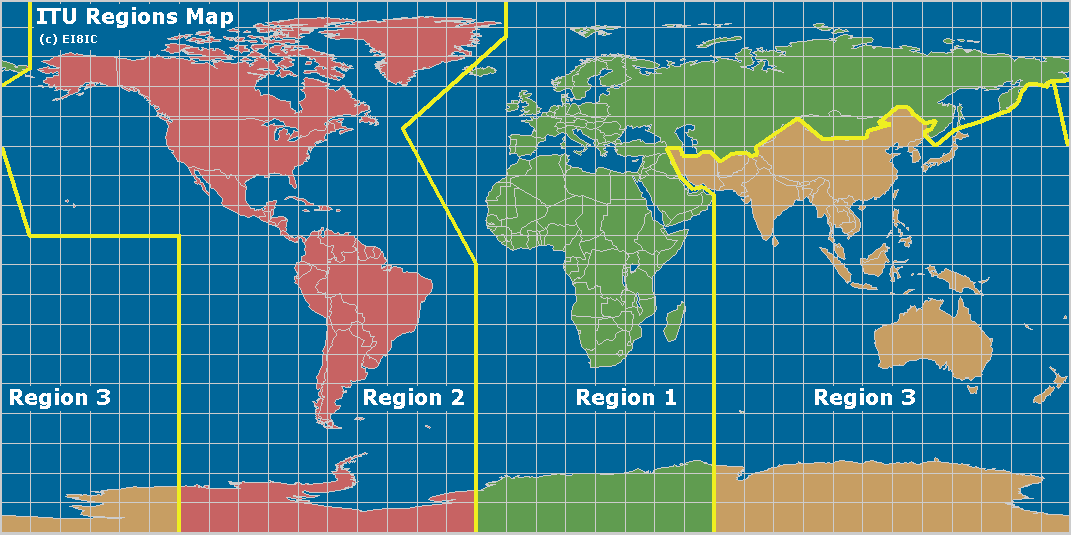 ITU Regions Map
(c) EI8IC
Region 3
Region 2
Region 1
Region 3